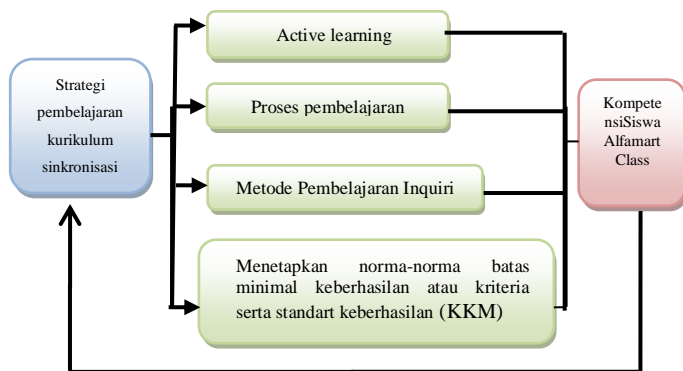 Strategi
pembelajaran
kurikulum
sinkronisasi
Active learning
Proses pembelajaran
Metode Pembelajaran Inquiri
Menetapkan norma-norma batas
minimal keberhasilan atau kriteria
serta standart keberhasilan (KKM)
Kompete
nsiSiswa
Alfamart
Class